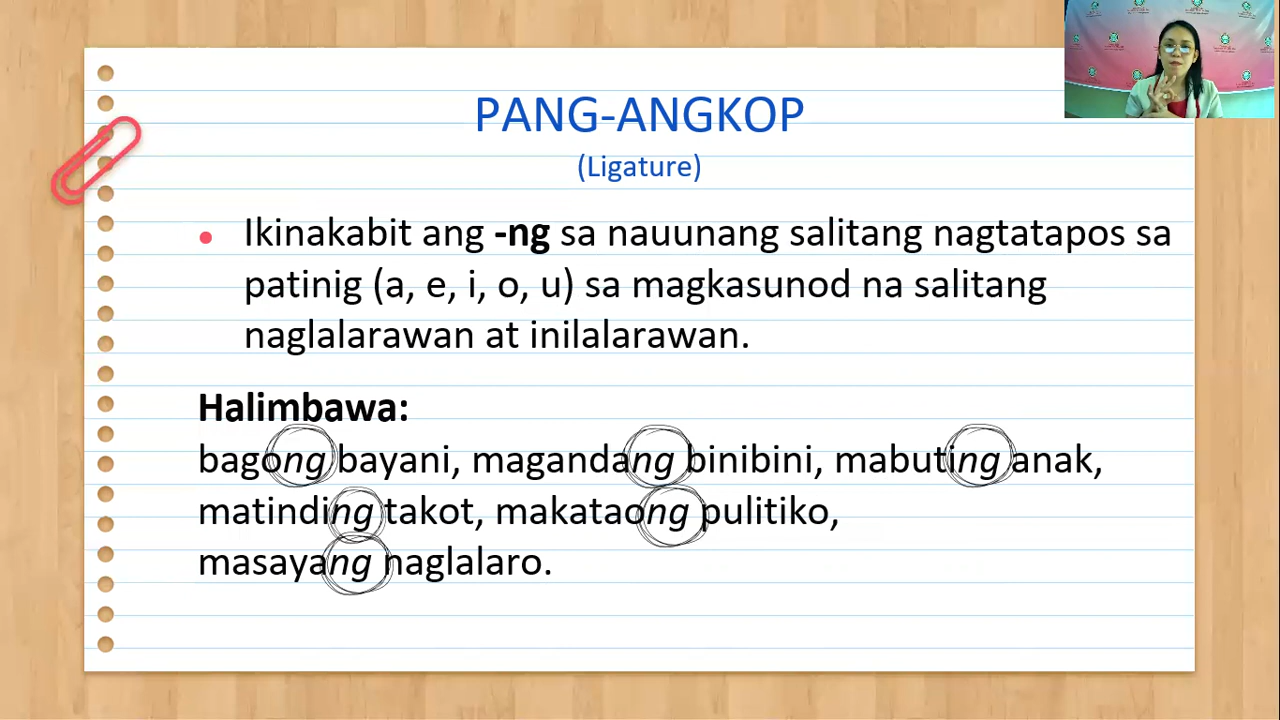 PANG-ANGKOP
(Ligature)
Ikinakabit ang -ng sa nauunang salitang nagtatapos sa
patinig (a, e, i, o, u) sa magkasunod na salitang
naglalarawan at inilalarawan.
Halimbawa:
bagong bayani, magandang binibini, mabuting anak,
matinding takot, makataong pulitiko,
masayang naglalaro.